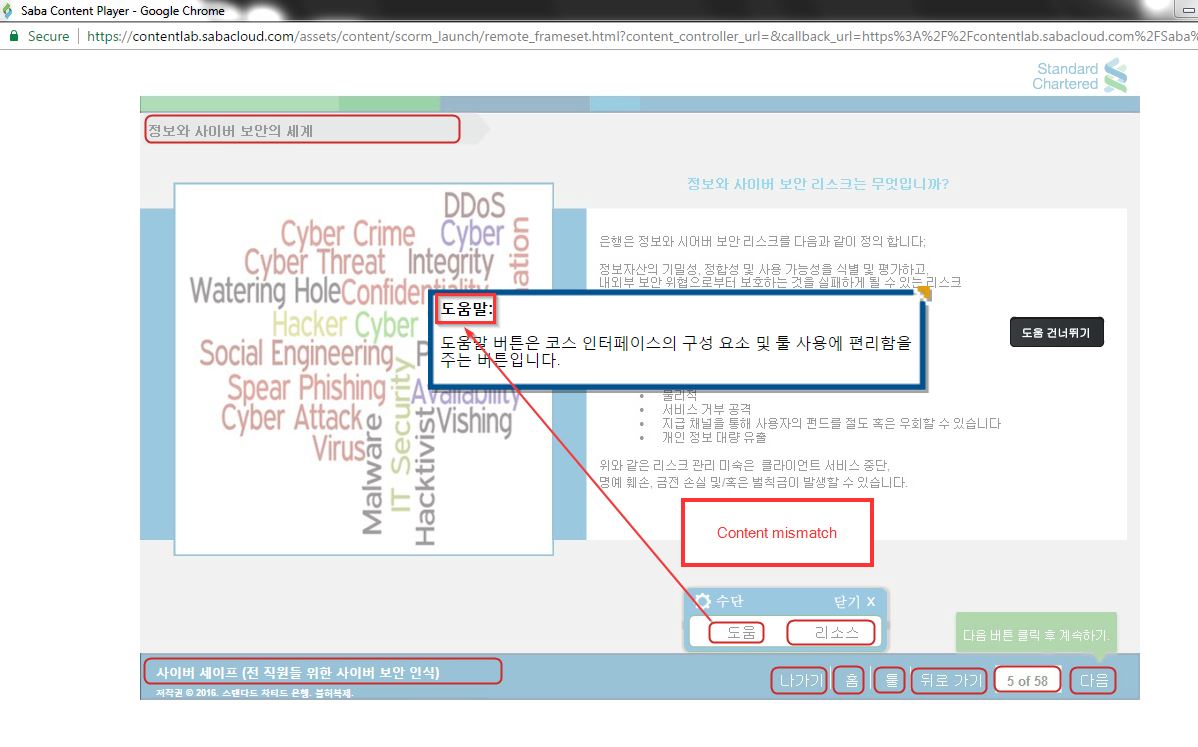 Saba Content Player - Google Chrome
Secure https://contentlab.sabacloud.com/assets/content/scorm_launch/remote_frameset.html?content_controller_url=&callback_url=https%3A%2F%2Fcontentlab.sabacloud.com%2FSaba%
Standard
Chartered
정보와 사이버 보안의 세계
DDoS
Cyber Crime Cyber
Cyber Threat Integrity
Watering Hole
Hacker Cyber
Social Engineering
Spear Phishing Availability
Cyber Attack Vishing
Virus
Malware
IT Security
Hacktivist
정보와 사이버 보안 리스크는 무엇입니까?
은행은 정보와 시어버 보안 리스크를 다음과 같이 정의 합니다;
정보자산의 기밀성, 정합성 및 사용 가능성을 식별 및 평가하고,
내외부 보안 위협으로부터 보호하는 것을 실패하게 될 수 있는 리스크
도움말:
도움말 버튼은 코스 인터페이스의 구성 요소 및 툴 사용에 편리함을
주는 버튼입니다.
도움 건너뛰기
• 물리적
• 서비스 거부 공격
• 지급 채널을 통해 사용자의 펀드를 절도 혹은 우회할 수 있습니다
• 개인 정보 대량 유출
위와 같은 리스크 관리 미숙은 클라이언트 서비스 중단,
명예 훼손, 금전 손실 및/혹은 벌칙금이 발생할 수 있습니다.
Content mismatch
수단 닫기 X
도움 리소스
다음 버튼 클릭 후 계속하기.
사이버 세이프 (전 직원들 위한 사이버 보안 인식)
저작권 © 2016. 스탠다드 차티드 은행. 불허복제.
나가기 홈 툴 뒤로 가기 5 of 58 다음